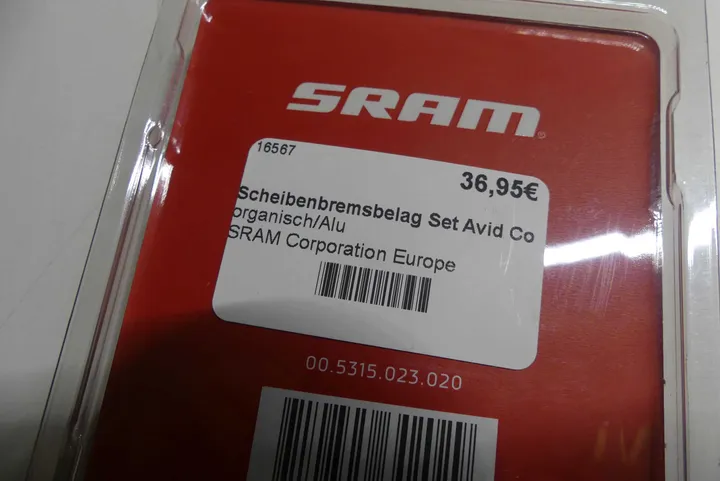 SRAM
16567
36,95€
Scheibenbremsbelag Set Avid Co
organisch/Alu
SRAM Corporation Europe
00.5315.023.020